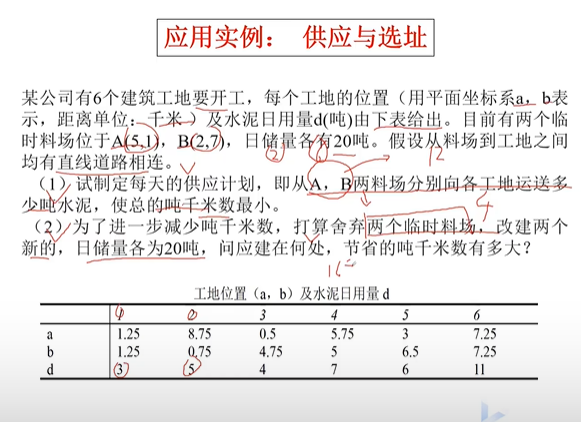 应用实例： 供应与选址
某公司有6个建筑工地要开工，每个工地的位置（用平面坐标系a，b表
示，距离单位：千米 ）及水泥日用量d(吨)由下表给出。目前有两个临
时料场位于A(5,1)，B(2,7)，日储量各有20吨。假设从料场到工地之间
均有直线道路相连。
（1）试制定每天的供应计划，即从A，B两料场分别向各工地运送多
少吨水泥，使总的吨千米数最小。
（2）为了进一步减少吨千米数，打算舍弃两个临时料场，改建两个
新的，日储量各为20吨，问应建在何处，节省的吨千米数有多大？
工地位置（a，b）及水泥日用量 d
1 2 3 4 5 6
a 1.25 8.75 0.5 5.75 3 7.25
b 1.25 0.75 4.75 5 6.5 7.25
d 3 5 4 7 6 11
② 12
4
16